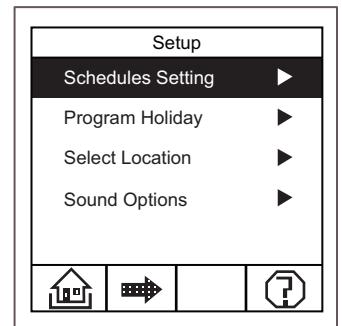 Setup
Schedules Setting
Program Holiday
Select Location
Sound Options
?